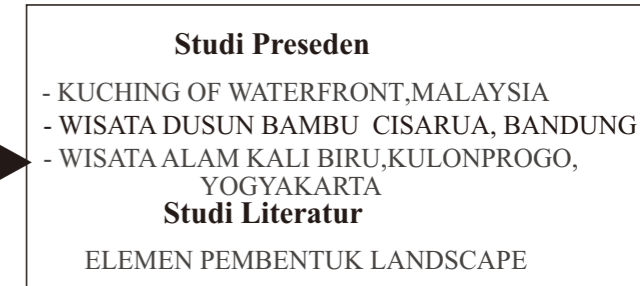 Studi Preseden
- KUCHING OF WATERFRONT,MALAYSIA
- WISATA DUSUN BAMBU CISARUA, BANDUNG
- WISATA ALAM KALI BIRU,KULONPROGO,
YOGYAKARTA
Studi Literatur
ELEMEN PEMBENTUK LANDSCAPE